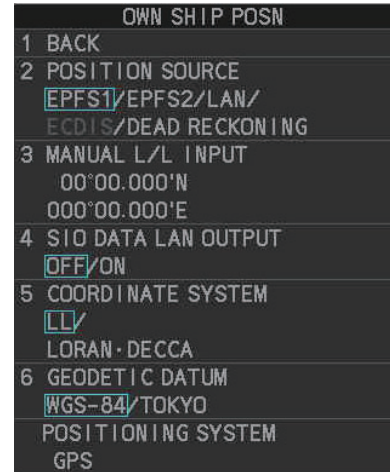 OWN SHIP POSN
1 BACK
2 POSITION SOURCE
EPFS1/EPFS2/LAN/
ECDIS/DEAD RECKONING
3 MANUAL L/L INPUT
00°00.000'N
000°00.000'E
4 SIO DATA LAN OUTPUT
OFF/ON
5 COORDINATE SYSTEM
LL/
LORAN·DECCA
6 GEODETIC DATUM
WGS-84/TOKYO
POSITIONING SYSTEM
GPS